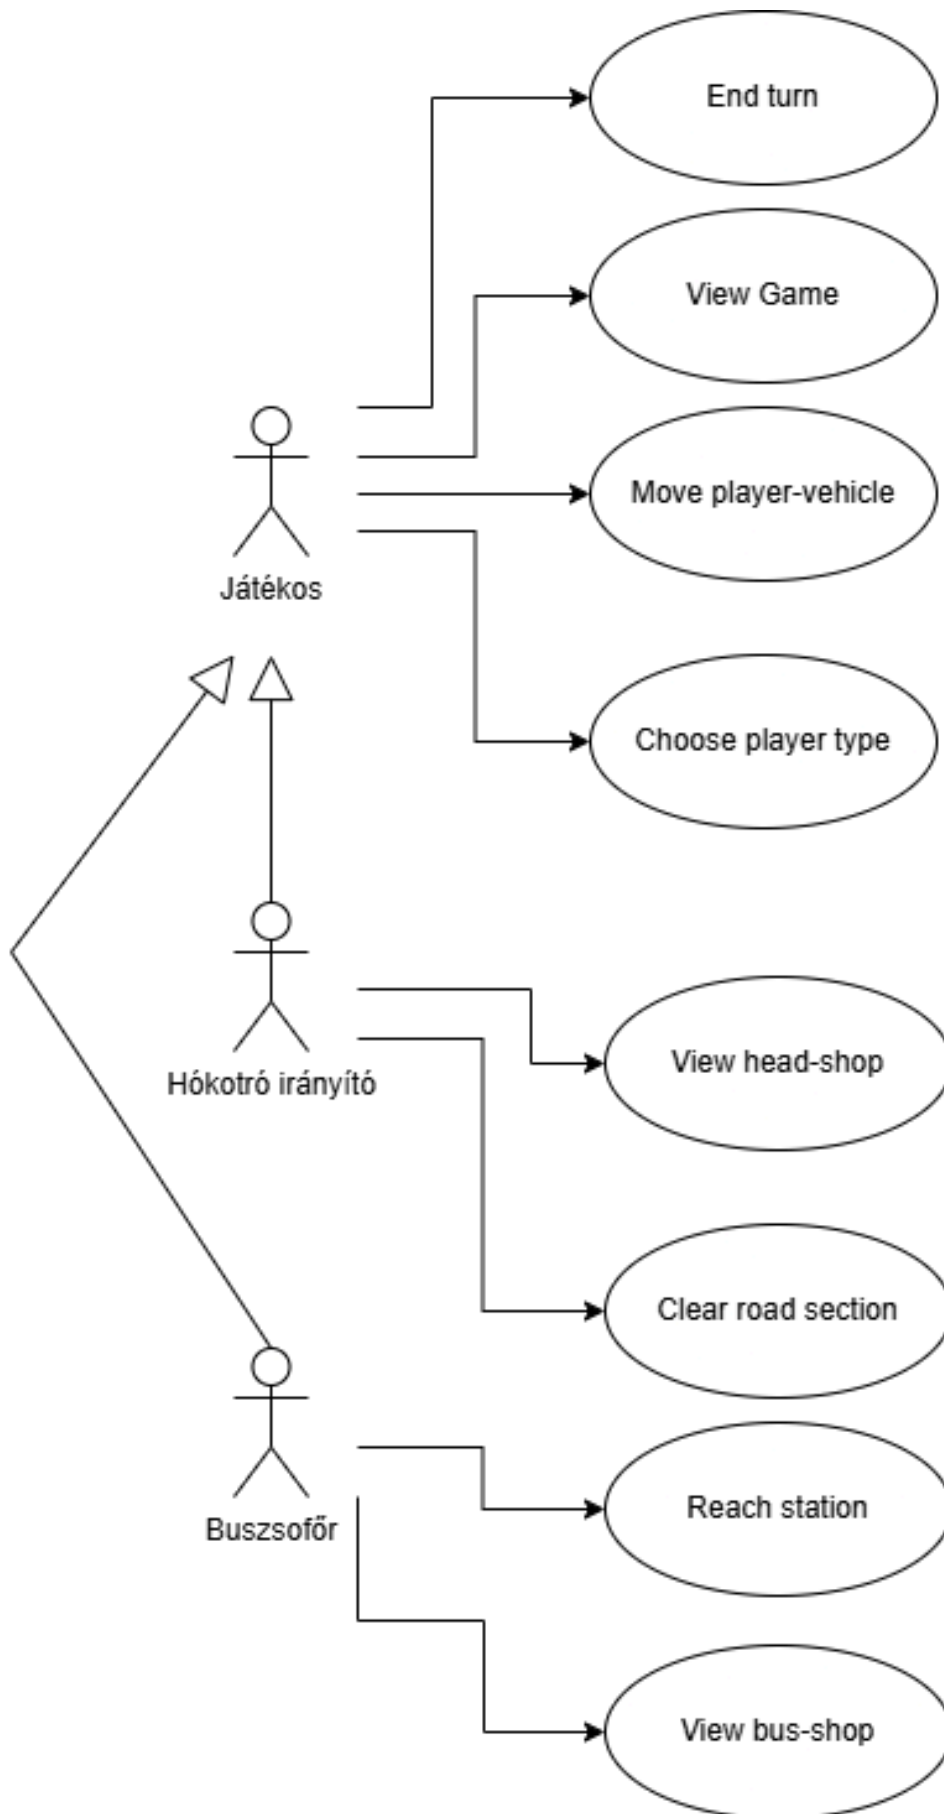 End turn
View Game
Move player-vehicle
Játékos
Choose player type
View head-shop
Hókotró irányító
Clear road section
Reach station
Buszsofőr
View bus-shop